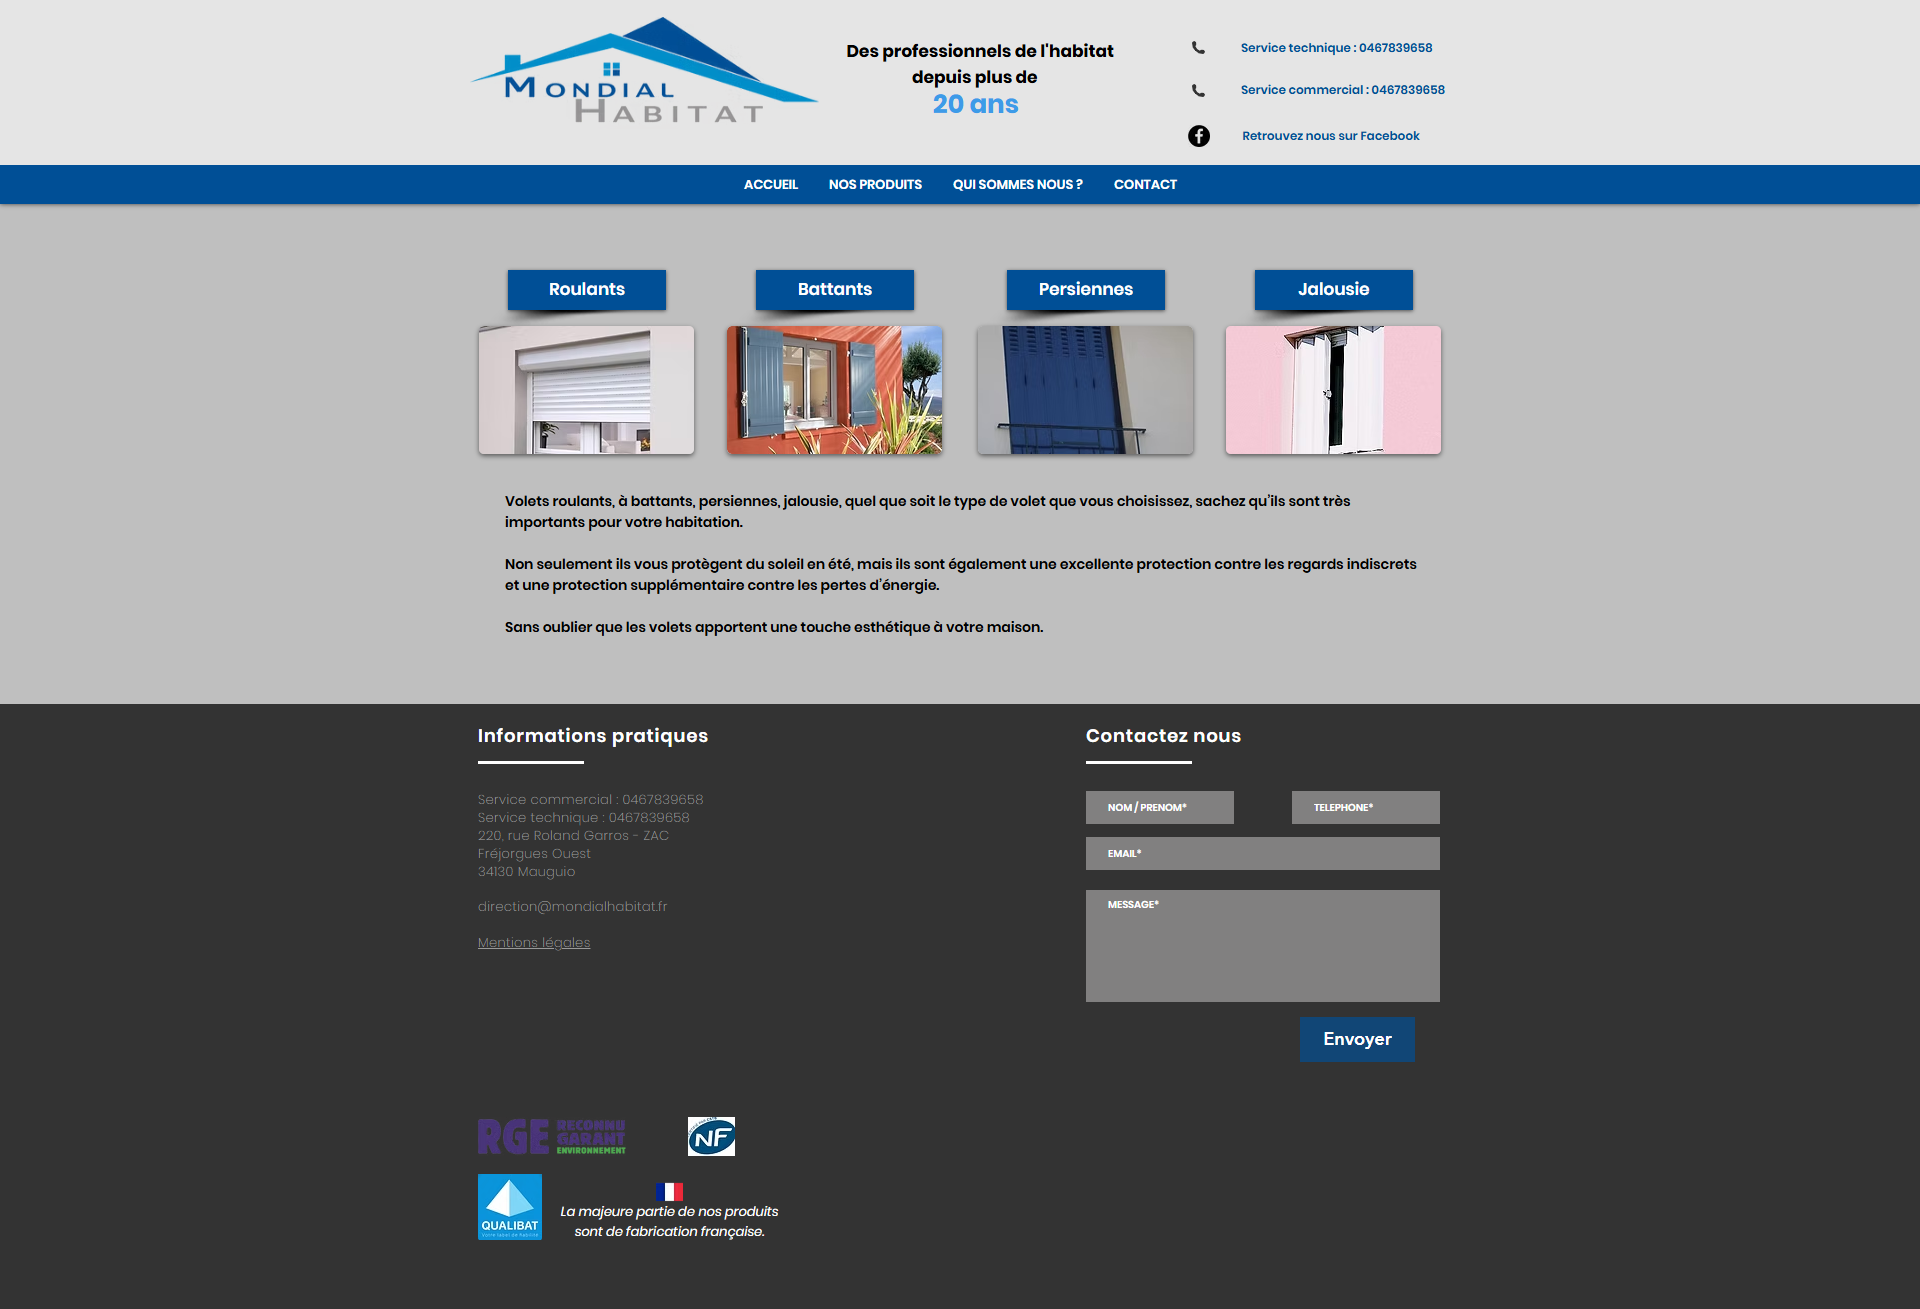 MONDIAL
HABITAT
Des professionnels de l'habitat
depuis plus de
20 ans
Service technique : 0467839658
Service commercial : 0467839658
Retrouvez nous sur Facebook
ACCUEIL NOS PRODUITS QUI SOMMES NOUS ? CONTACT
Roulants Battants Persiennes Jalousie
Volets roulants, à battants, persiennes, jalousie, quel que soit le type de volet que vous choisissez, sachez qu’ils sont très
importants pour votre habitation.
Non seulement ils vous protègent du soleil en été, mais ils sont également une excellente protection contre les regards indiscrets
et une protection supplémentaire contre les pertes d’énergie.
Sans oublier que les volets apportent une touche esthétique à votre maison.
Informations pratiques
Service commercial : 0467839658
Service technique : 0467839658
220, rue Roland Garros - ZAC
Fréjorgues Ouest
34130 Mauguio
direction@mondialhabitat.fr
Mentions légales
Contactez nous
NOM / PRENOM* TELEPHONE*
EMAIL*
MESSAGE*
Envoyer
RGE RECONNU
GARANT
ENVIRONNEMENT
NF
QUALIBAT
La majeure partie de nos produits
sont de fabrication française.